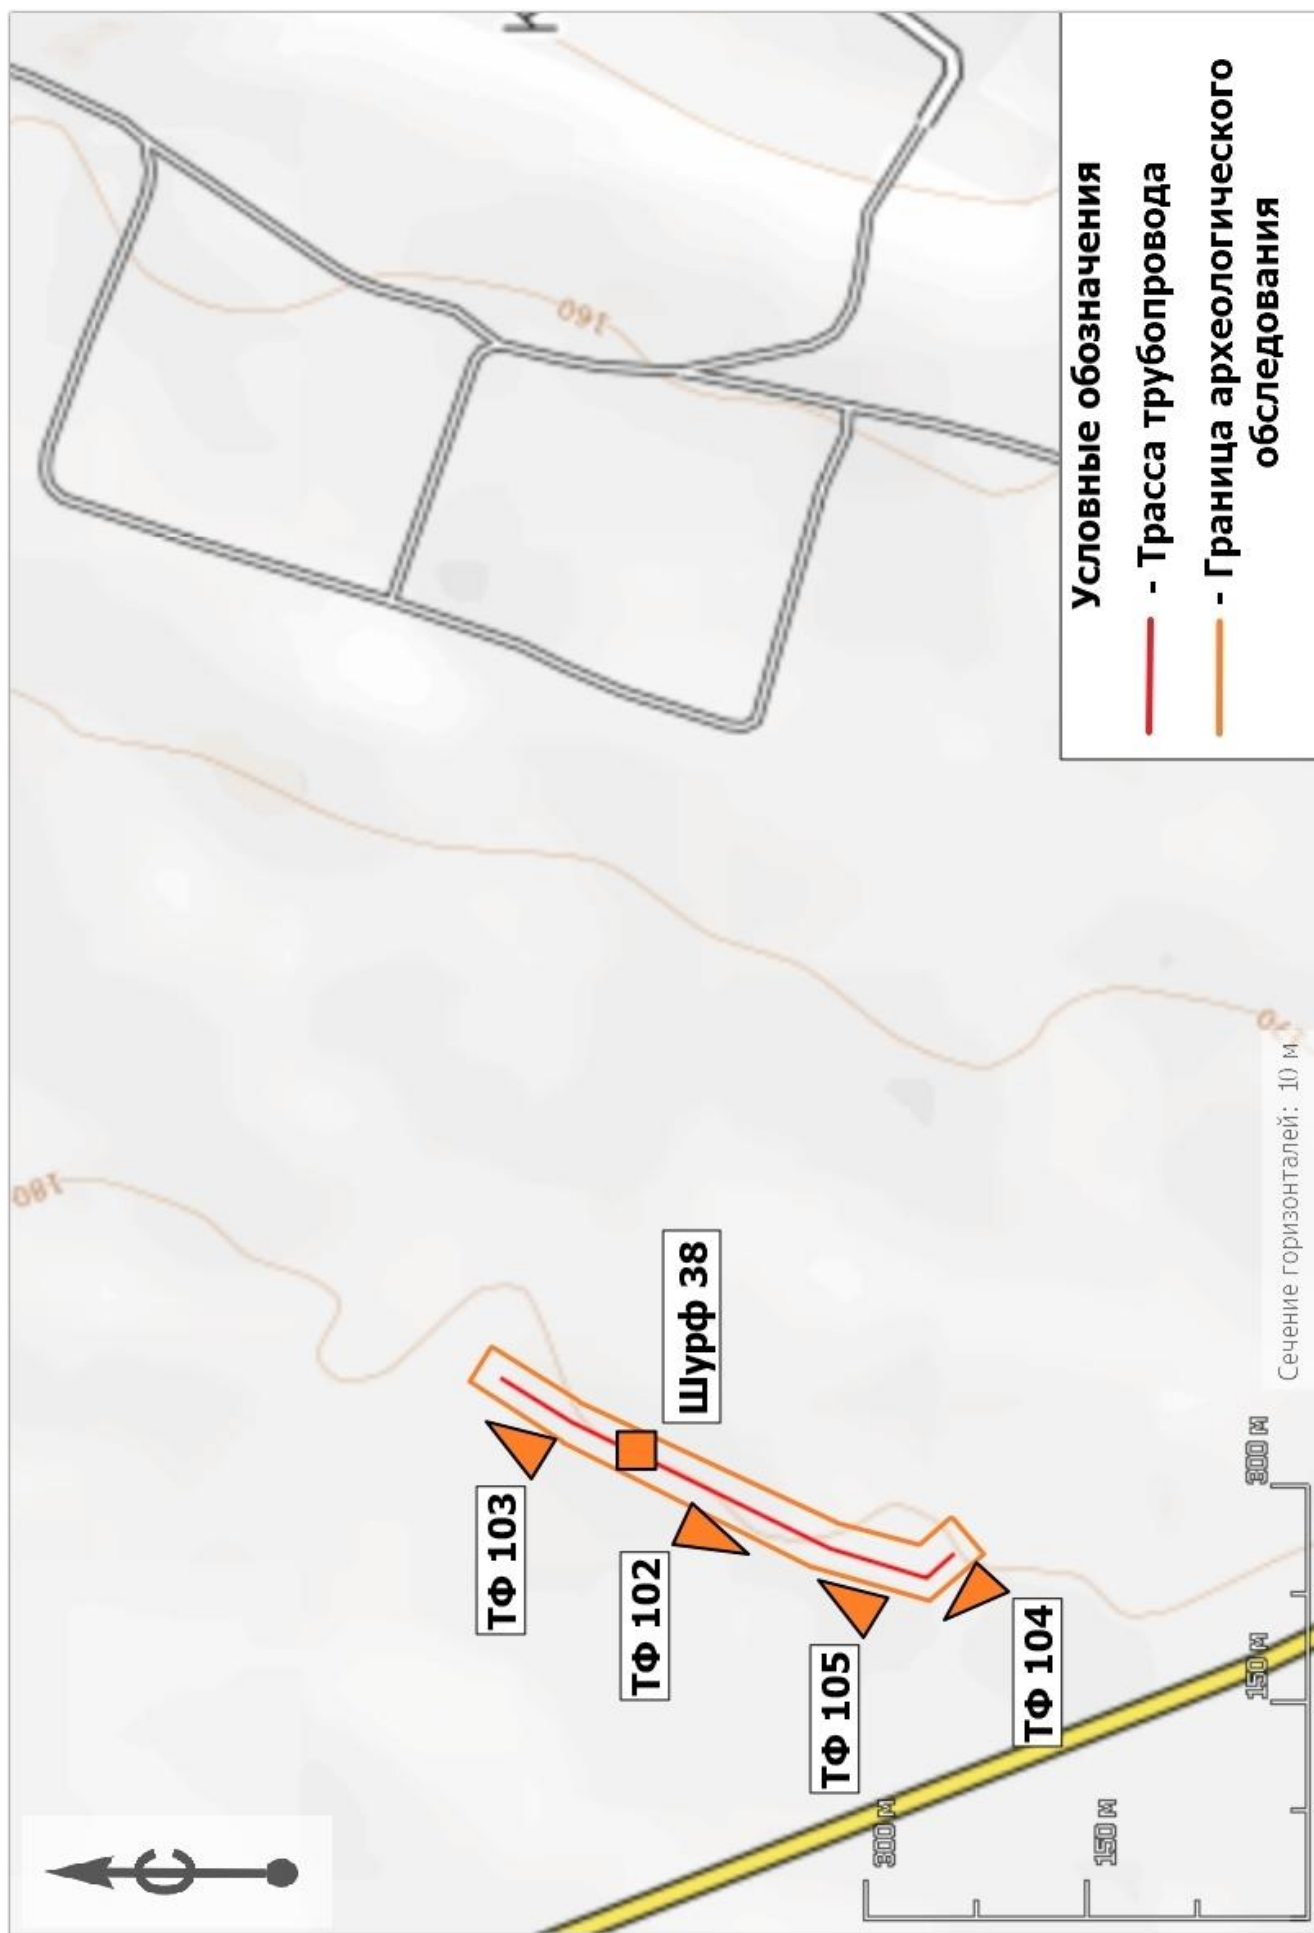 С
180
160
ТФ 103
ТФ 102
Шурф 38
ТФ 105
ТФ 104
300 м
150 м
150 м
300 м
Сечение горизонталей: 10 м
Условные обозначения
- Трасса трубопровода
- Граница археологического
обследования